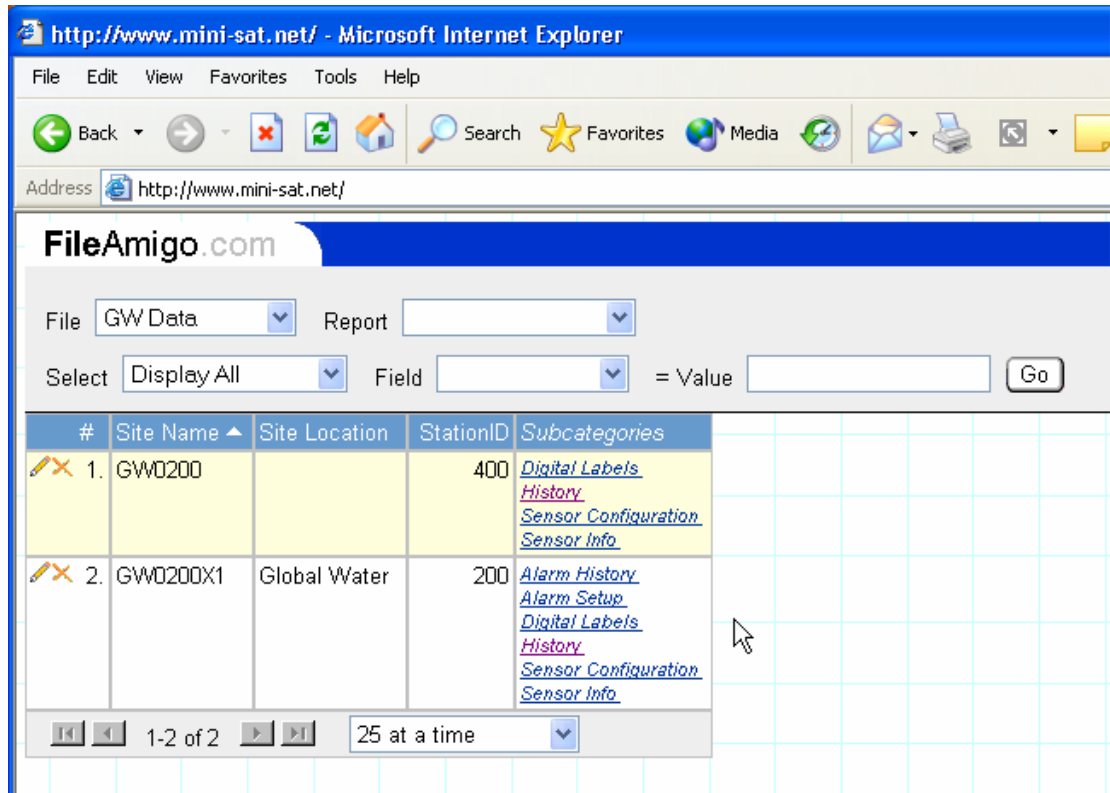 http://www.mini-sat.net/ - Microsoft Internet Explorer
File Edit View Favorites Tools Help
Back Search Favorites Media
Address http://www.mini-sat.net/
FileAmigo.com
File GW Data Report
Select Display All Field = Value Go
# Site Name Site Location StationID Subcategories
1. GW0200 400 Digital Labels
History
Sensor Configuration
Sensor Info
2. GW0200X1 Global Water 200 Alarm History
Alarm Setup
Digital Labels
History
Sensor Configuration
Sensor Info
1-2 of 2 25 at a time